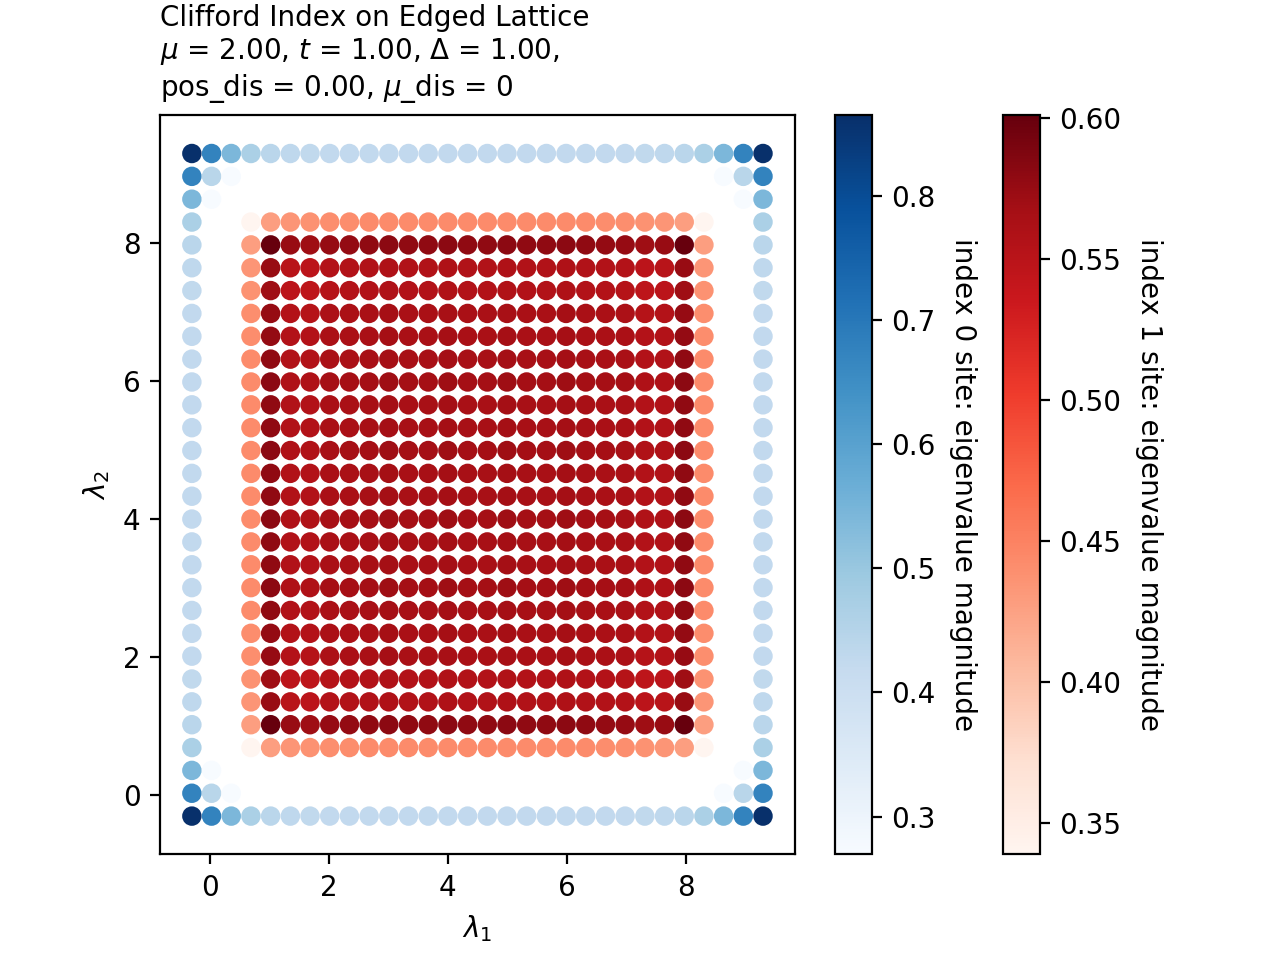 Clifford Index on Edged Lattice
μ = 2.00, t = 1.00, Δ = 1.00,
pos_dis = 0.00, μ_dis = 0
8
6
4
2
0
λ₂
0 2 4 6 8
λ₁
0.8
0.7
0.6
0.5
0.4
0.3
index 0 site: eigenvalue magnitude
0.60
0.55
0.50
0.45
0.40
0.35
index 1 site: eigenvalue magnitude